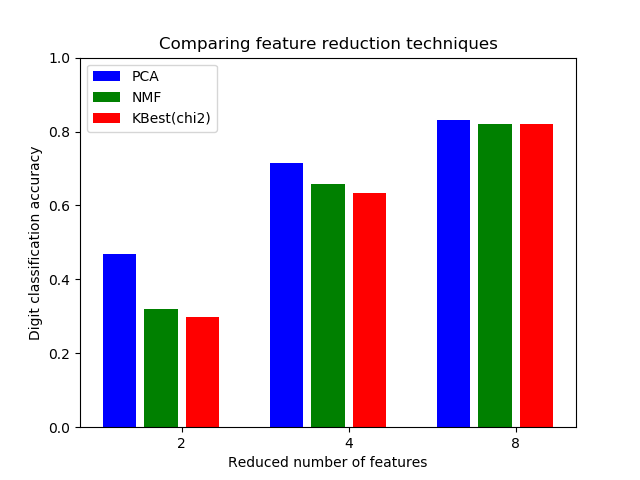 Comparing feature reduction techniques
PCA
NMF
KBest(chi2)
Digit classification accuracy
1.0
0.8
0.6
0.4
0.2
0.0
2 4 8
Reduced number of features